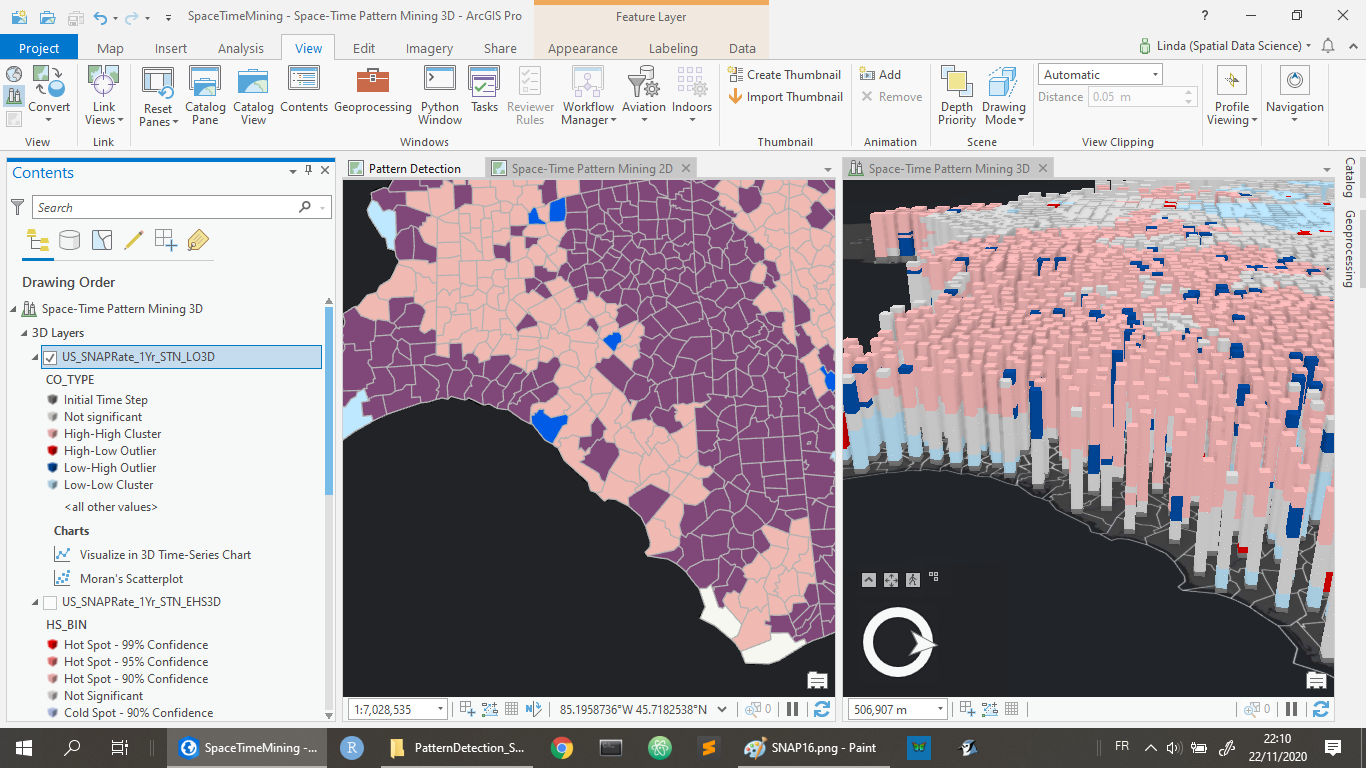 SpaceTimeMining - Space-Time Pattern Mining 3D - ArcGIS Pro
Feature Layer
?
Project Map Insert Analysis View Edit Imagery Share Appearance Labeling Data
Linda (Spatial Data Science)
Convert
Link Views
Reset Panes
Catalog Pane
Catalog View
Contents
Geoprocessing
Python Window
Tasks
Reviewer Rules
Workflow Manager
Aviation
Indoors
Create Thumbnail
Import Thumbnail
Add
Remove
Depth Priority
Drawing Mode
Automatic
Distance 0.05 m
Profile Viewing
Navigation
View Link Windows Thumbnail Animation Scene View Clipping
Contents
Search
Drawing Order
Space-Time Pattern Mining 3D
3D Layers
US_SNAPRate_1Yr_STN_LO3D
CO_TYPE
Initial Time Step
Not significant
High-High Cluster
High-Low Outlier
Low-High Outlier
Low-Low Cluster
<all other values>
Charts
Visualize in 3D Time-Series Chart
Moran's Scatterplot
US_SNAPRate_1Yr_STN_EHS3D
HS_BIN
Hot Spot - 99% Confidence
Hot Spot - 95% Confidence
Hot Spot - 90% Confidence
Not Significant
Cold Spot - 90% Confidence
Pattern Detection
Space-Time Pattern Mining 2D
1:7,028,535
85.1958736°W 45.7182538°N
0
Space-Time Pattern Mining 3D
506,907 m
0
Catalog
Geoprocessing
SpaceTimeMining -...
R
PatternDetection_S...
SNAP16.png - Paint
FR
22:10
22/11/2020